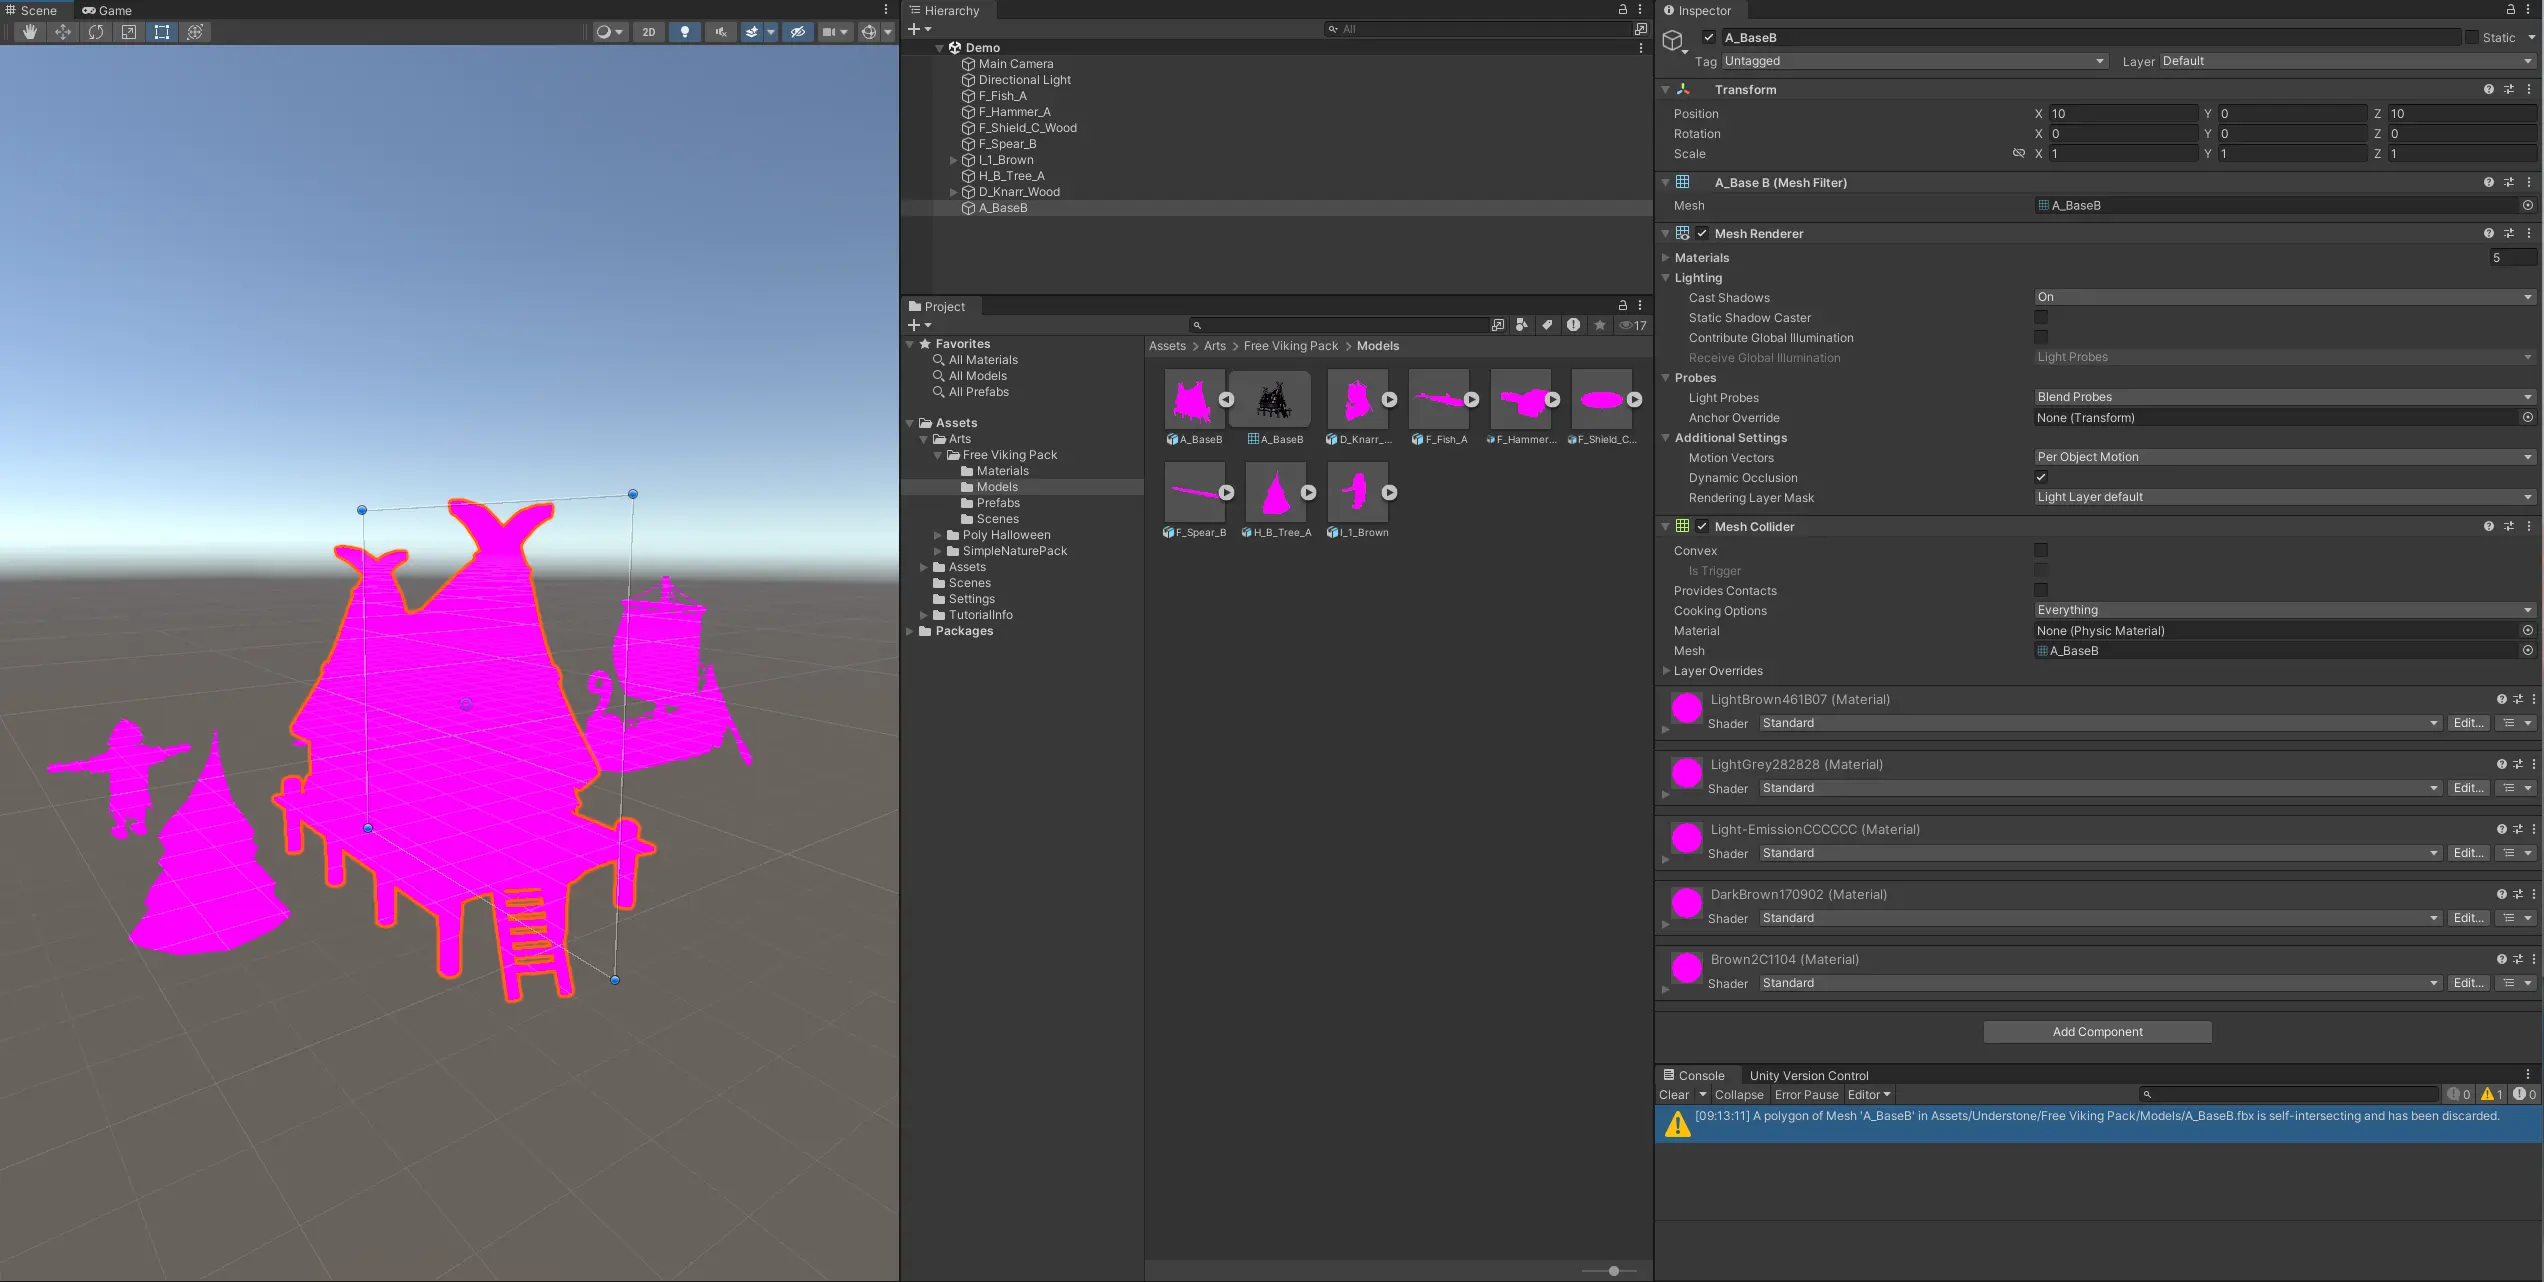 Scene
Game
2D
Hierarchy
All
Demo
Main Camera
Directional Light
F_Fish_A
F_Hammer_A
F_Shield_C_Wood
F_Spear_B
I_1_Brown
H_B_Tree_A
D_Knarr_Wood
A_BaseB
Project
17
Favorites
All Materials
All Models
All Prefabs
Assets
Arts
Free Viking Pack
Materials
Models
Prefabs
Scenes
Poly Halloween
SimpleNaturePack
Assets
Scenes
Settings
TutorialInfo
Packages
Assets > Arts > Free Viking Pack > Models
A_BaseB
A_BaseB
D_Knarr_...
F_Fish_A
F_Hammer...
F_Shield_C...
F_Spear_B
H_B_Tree_A
I_1_Brown
Inspector
A_BaseB
Static
Tag Untagged
Layer Default
Transform
Position X 10 Y 0 Z 10
Rotation X 0 Y 0 Z 0
Scale X 1 Y 1 Z 1
A_Base B (Mesh Filter)
Mesh A_BaseB
Mesh Renderer
Materials 5
Lighting
Cast Shadows On
Static Shadow Caster
Contribute Global Illumination
Receive Global Illumination Light Probes
Probes
Light Probes Blend Probes
Anchor Override None (Transform)
Additional Settings
Motion Vectors Per Object Motion
Dynamic Occlusion
Rendering Layer Mask Light Layer default
Mesh Collider
Convex
Is Trigger
Provides Contacts
Cooking Options Everything
Material None (Physic Material)
Mesh A_BaseB
Layer Overrides
LightBrown461B07 (Material)
Shader Standard Edit...
LightGrey282828 (Material)
Shader Standard Edit...
Light-EmissionCCCCCC (Material)
Shader Standard Edit...
DarkBrown170902 (Material)
Shader Standard Edit...
Brown2C1104 (Material)
Shader Standard Edit...
Add Component
Console
Unity Version Control
Clear Collapse Error Pause Editor
0 1 0
[09:13:11] A polygon of Mesh 'A_BaseB' in Assets/Understone/Free Viking Pack/Models/A_BaseB.fbx is self-intersecting and has been discarded.